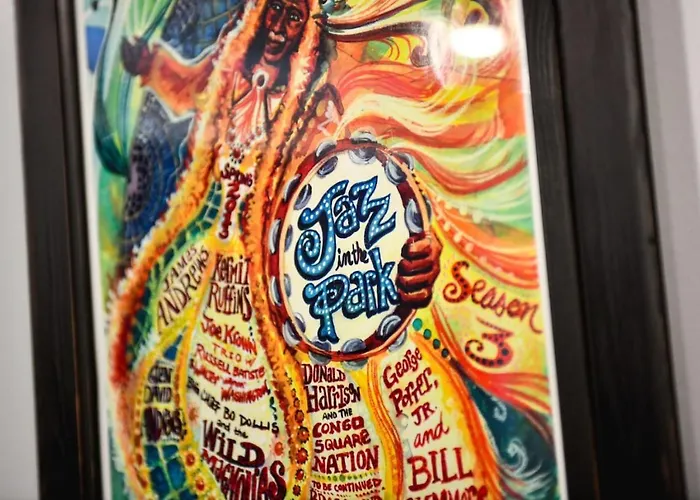 Jazz
in the
Park
Season
3
ANDREWS
Kermit
Ruffins
Joe Krown
TRIO
RUSSELL BATISTE
WASHINGTON
BIG CHIEF BO DOLLIS
and the
WILD
MAGNOLIAS
DONALD
Harrison
AND THE
CONGO
SQUARE
NATION
TO BE CONTINUED
George
Porter,
JR.
and
BILL